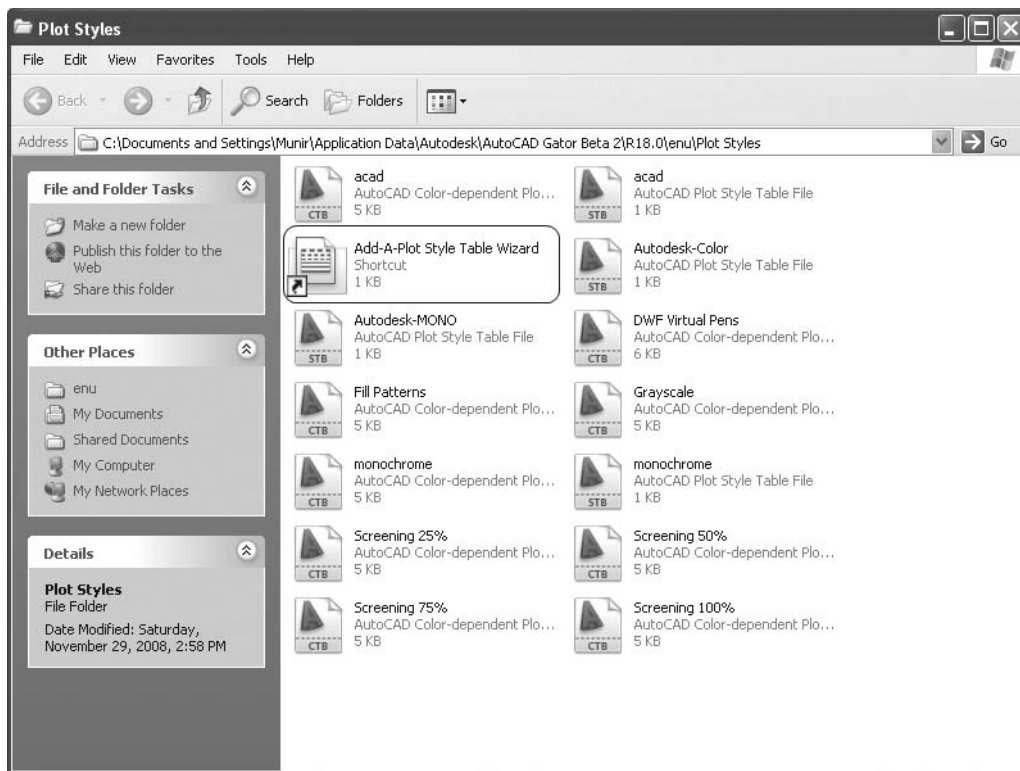 Plot Styles
File Edit View Favorites Tools Help
Back Search Folders
Address C:\Documents and Settings\Munir\Application Data\Autodesk\AutoCAD Gator Beta 2\R18.0\enu\Plot Styles Go
File and Folder Tasks
Make a new folder
Publish this folder to the
Web
Share this folder
Other Places
enu
My Documents
Shared Documents
My Computer
My Network Places
Details
Plot Styles
File Folder
Date Modified: Saturday,
November 29, 2008, 2:58 PM
acad
AutoCAD Color-dependent Plo...
5 KB
CTB
acad
AutoCAD Plot Style Table File
1 KB
STB
Add-A-Plot Style Table Wizard
Shortcut
1 KB
Autodesk-Color
AutoCAD Plot Style Table File
1 KB
STB
Autodesk-MONO
AutoCAD Plot Style Table File
1 KB
STB
DWF Virtual Pens
AutoCAD Color-dependent Plo...
6 KB
CTB
Fill Patterns
AutoCAD Color-dependent Plo...
5 KB
CTB
Grayscale
AutoCAD Color-dependent Plo...
5 KB
CTB
monochrome
AutoCAD Color-dependent Plo...
5 KB
CTB
monochrome
AutoCAD Plot Style Table File
1 KB
STB
Screening 25%
AutoCAD Color-dependent Plo...
5 KB
CTB
Screening 50%
AutoCAD Color-dependent Plo...
5 KB
CTB
Screening 75%
AutoCAD Color-dependent Plo...
5 KB
CTB
Screening 100%
AutoCAD Color-dependent Plo...
5 KB
CTB